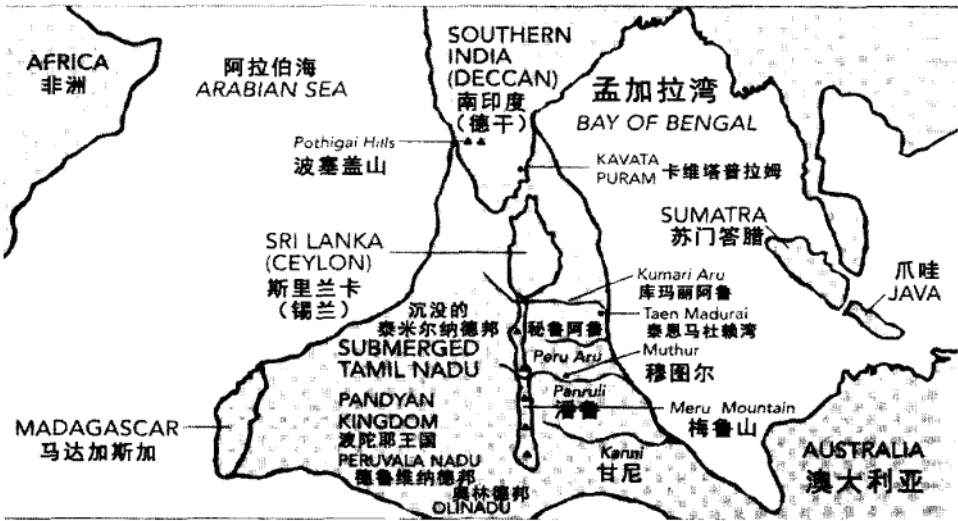 AFRICA
非洲
阿拉伯海
ARABIAN SEA
SOUTHERN
INDIA
(DECCAN)
南印度
(德干)
孟加拉湾
BAY OF BENGAL
Pothigai Hills
波塞盖山
KAVATA
PURAM 卡维塔普拉姆
SUMATRA
苏门答腊
爪哇
JAVA
SRI LANKA
(CEYLON)
斯里兰卡
(锡兰)
Kumari Aru
库玛丽阿鲁
Taen Madurai
泰恩马杜赖湾
沉没的
泰米尔纳德邦
SUBMERGED
TAMIL NADU
秘鲁阿鲁
Peru Aru
Muthur
穆图尔
Panruli
潘鲁
PANDYAN
KINGDOM
波陀耶王国
PERUVALA NADU
德鲁维纳德邦
奥林德邦
OLINADU
Meru Mountain
梅鲁山
Kanni
甘尼
MADAGASCAR
马达加斯加
AUSTRALIA
澳大利亚